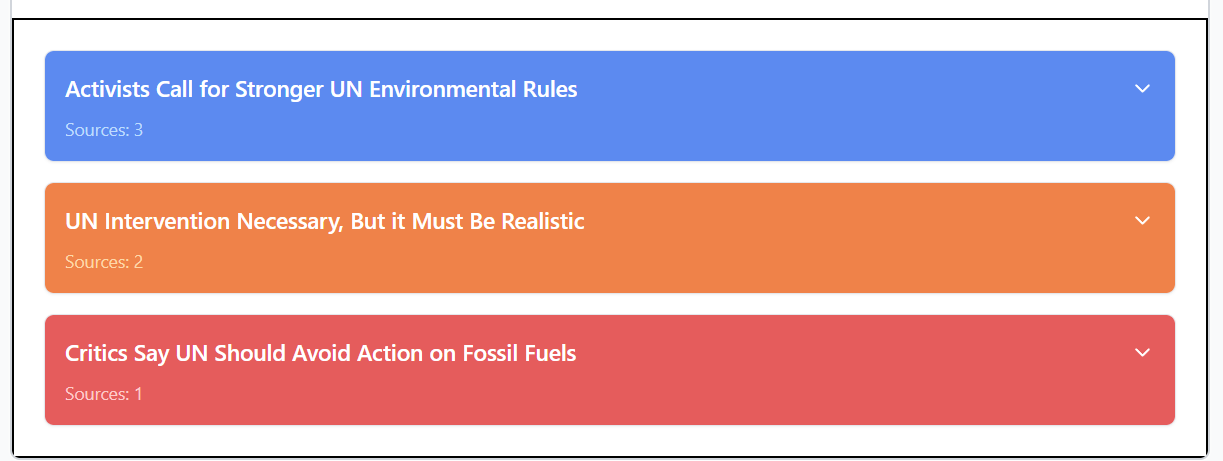 Activists Call for Stronger UN Environmental Rules
Sources: 3
UN Intervention Necessary, But it Must Be Realistic
Sources: 2
Critics Say UN Should Avoid Action on Fossil Fuels
Sources: 1